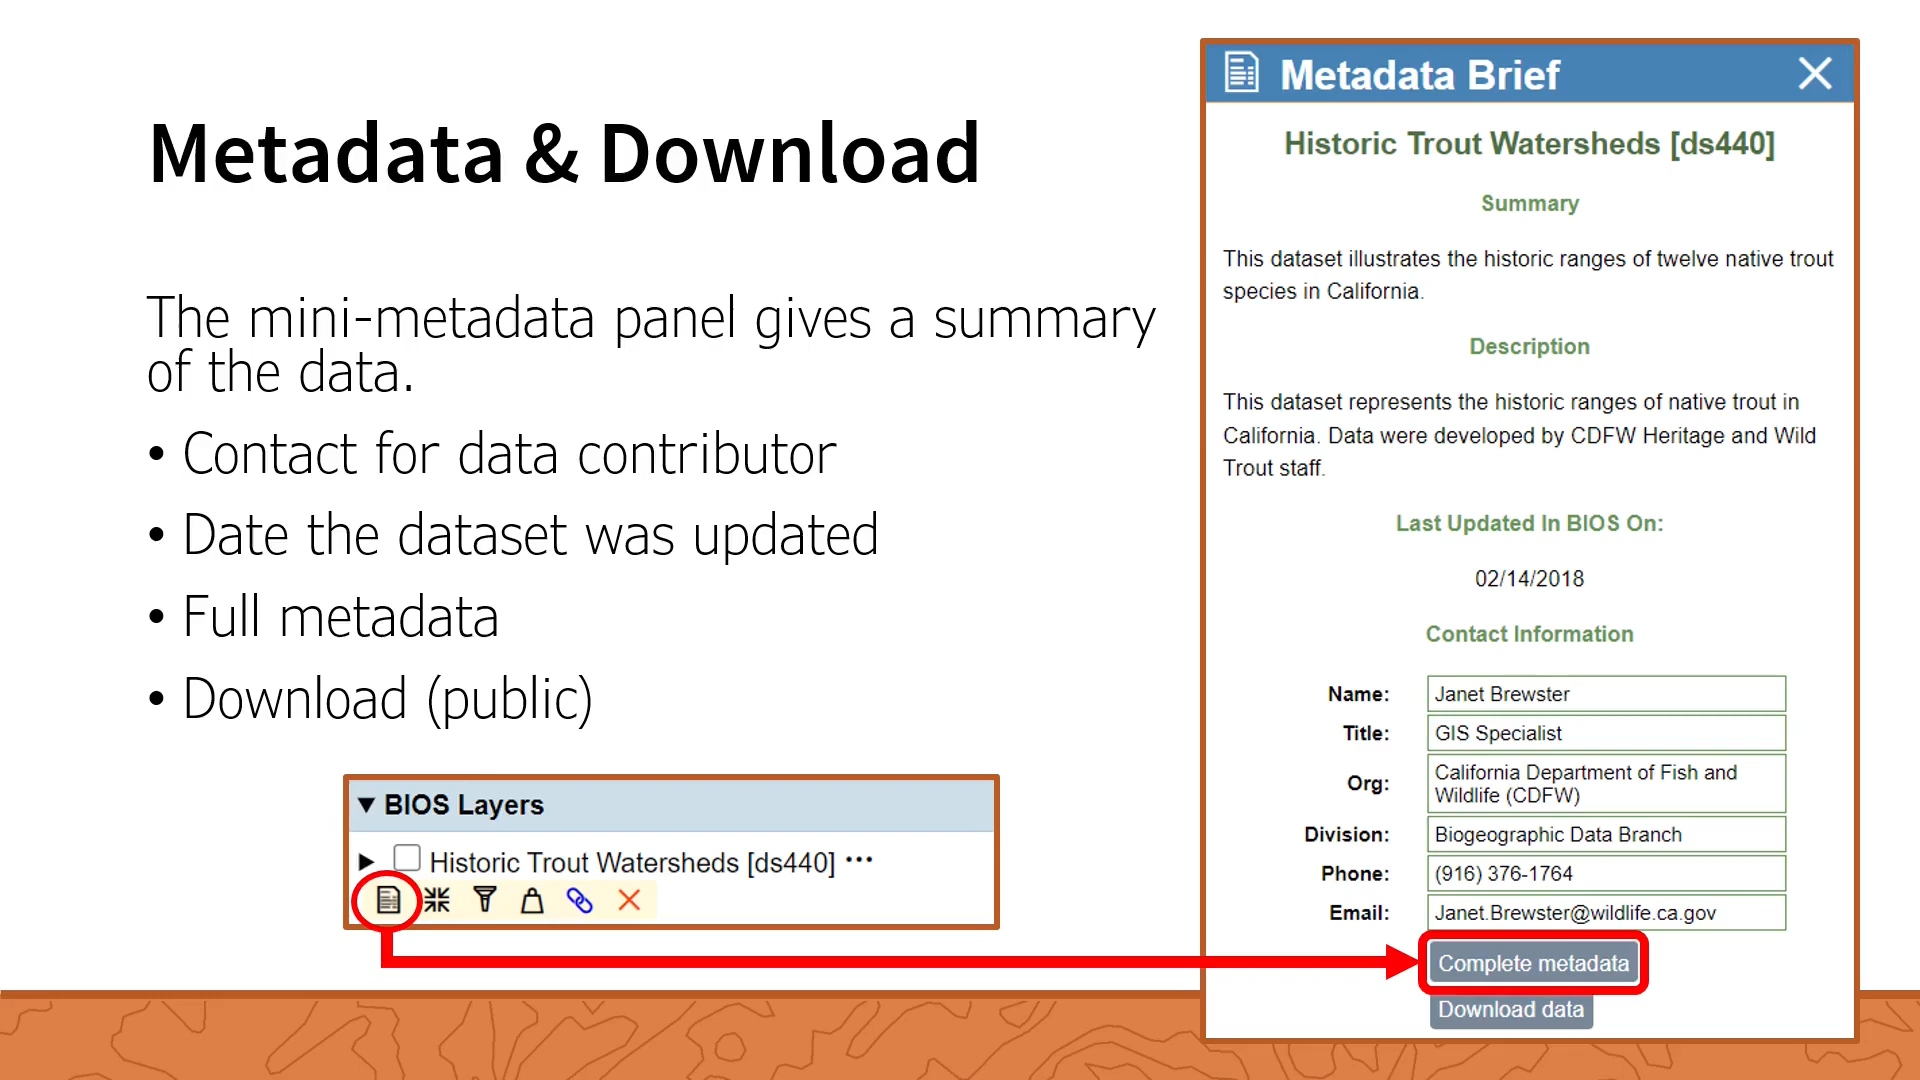 Metadata & Download
The mini-metadata panel gives a summary
of the data.
• Contact for data contributor
• Date the dataset was updated
• Full metadata
• Download (public)
BIOS Layers
Historic Trout Watersheds [ds440] •••
Metadata Brief
Historic Trout Watersheds [ds440]
Summary
This dataset illustrates the historic ranges of twelve native trout
species in California.
Description
This dataset represents the historic ranges of native trout in
California. Data were developed by CDFW Heritage and Wild
Trout staff.
Last Updated In BIOS On:
02/14/2018
Contact Information
Name: Janet Brewster
Title: GIS Specialist
Org: California Department of Fish and
Wildlife (CDFW)
Division: Biogeographic Data Branch
Phone: (916) 376-1764
Email: Janet.Brewster@wildlife.ca.gov
Complete metadata
Download data